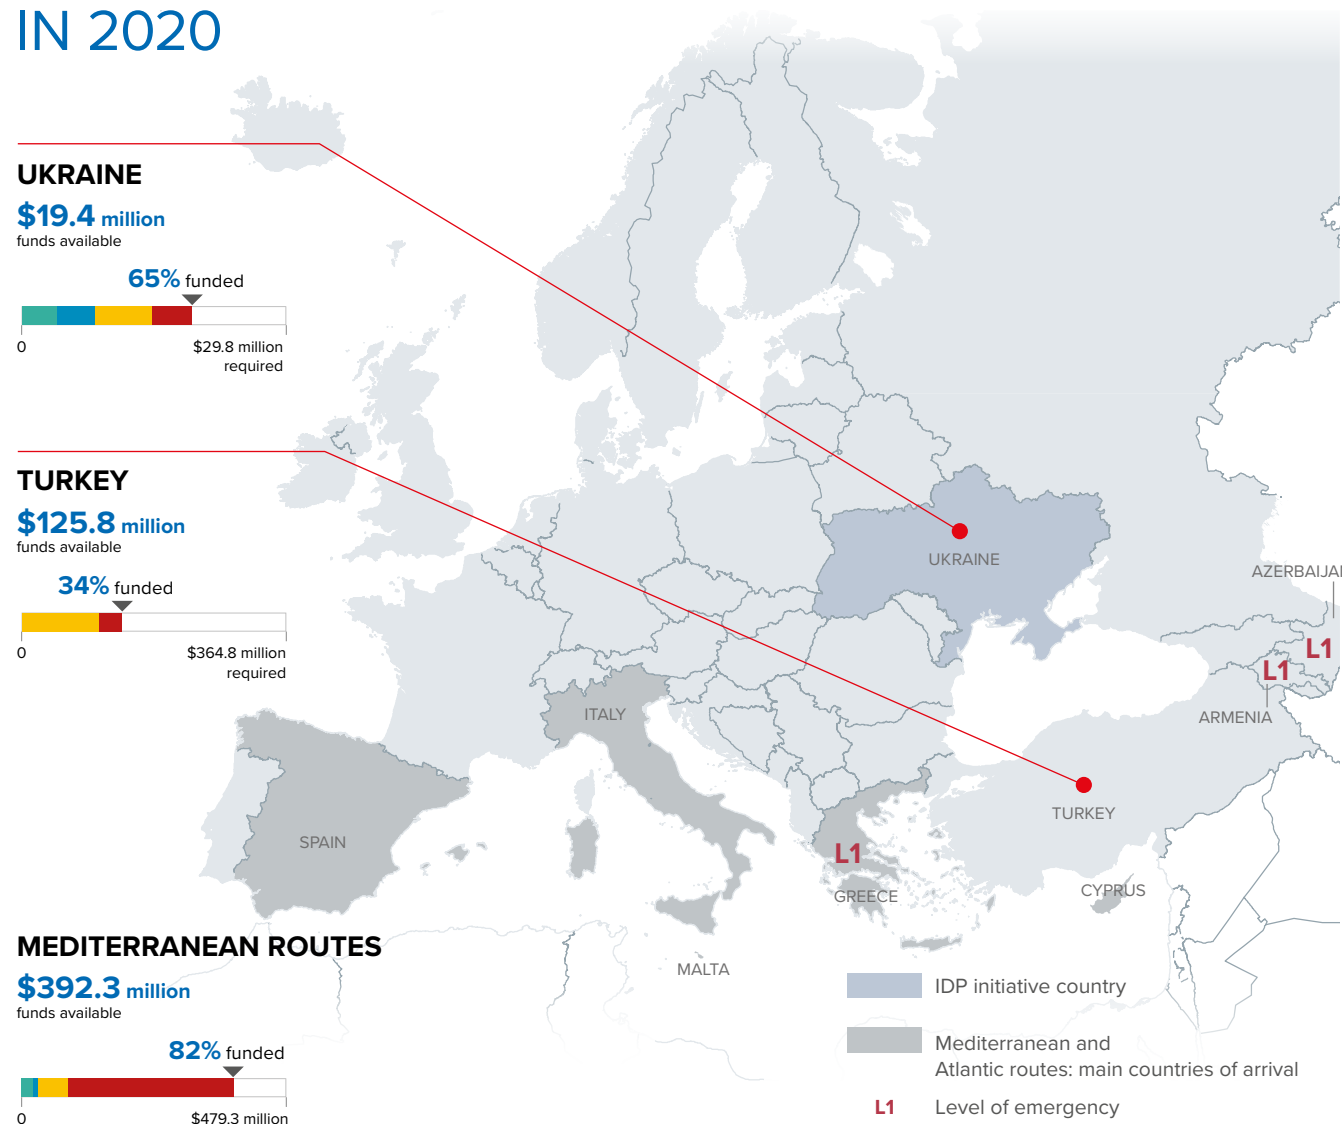 IN 2020
UKRAINE
$19.4 million
funds available
65% funded
0
$29.8 million
required
TURKEY
$125.8 million
funds available
34% funded
0
$364.8 million
required
MEDITERRANEAN ROUTES
$392.3 million
funds available
82% funded
0
$479.3 million
UKRAINE
AZERBAIJA
L1
L1
ARMENIA
ITALY
SPAIN
TURKEY
L1
GREECE
CYPRUS
MALTA
IDP initiative country
Mediterranean and
Atlantic routes: main countries of arrival
L1 Level of emergency